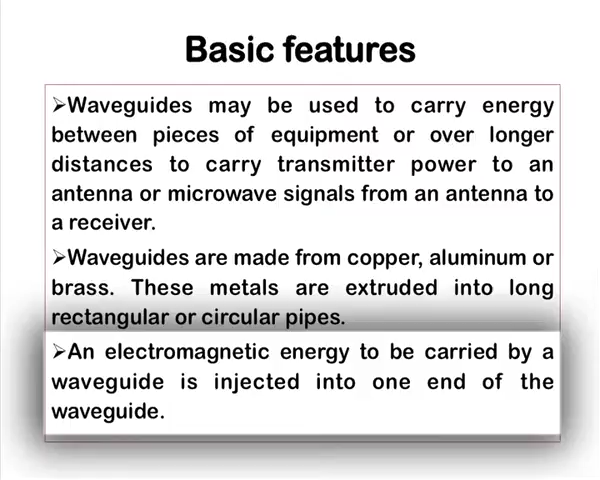 Basic features
➢Waveguides may be used to carry energy
between pieces of equipment or over longer
distances to carry transmitter power to an
antenna or microwave signals from an antenna to
a receiver.
➢Waveguides are made from copper, aluminum or
brass. These metals are extruded into long
rectangular or circular pipes.
➢An electromagnetic energy to be carried by a
waveguide is injected into one end of the
waveguide.